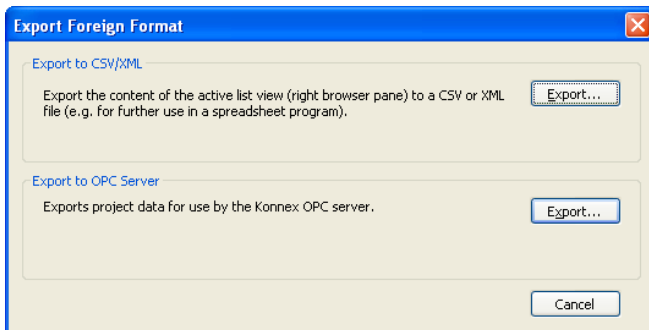 Export Foreign Format
Export to CSV/XML
Export the content of the active list view (right browser pane) to a CSV or XML
file (e.g. for further use in a spreadsheet program).
Export...
Export to OPC Server
Exports project data for use by the Konnex OPC server.
Export...
Cancel